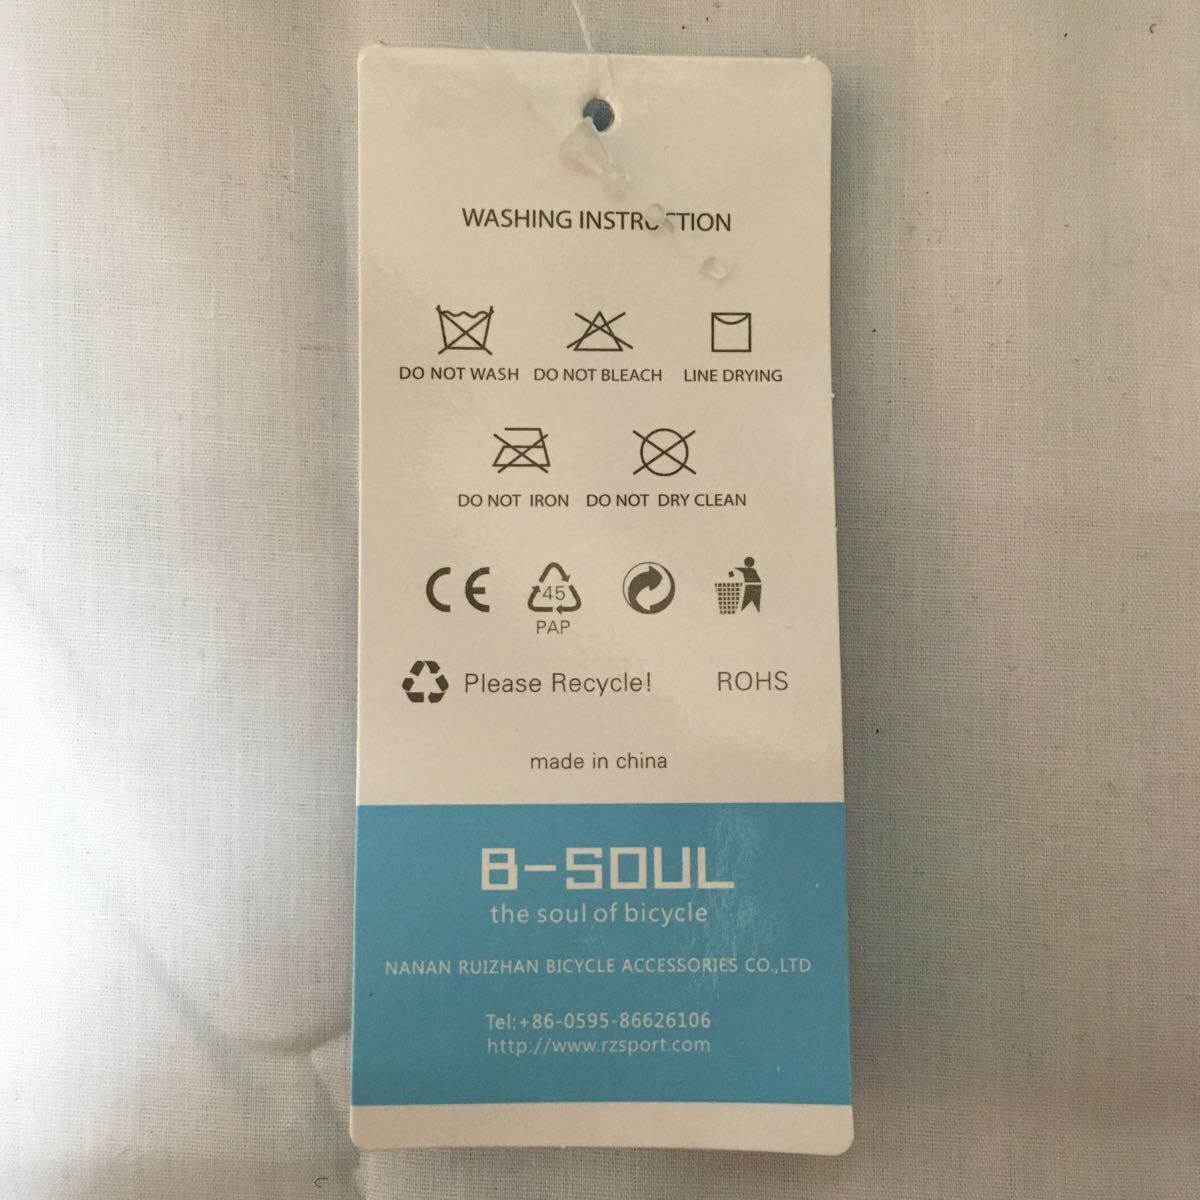 WASHING INSTRUCTION
DO NOT WASH DO NOT BLEACH LINE DRYING
DO NOT IRON DO NOT DRY CLEAN
CE 45
PAP
Please Recycle! ROHS
made in china
B-SOUL
the soul of bicycle
NANAN RUIZHAN BICYCLE ACCESSORIES CO.,LTD
Tel:+86-0595-86626106
http://www.rzsport.com